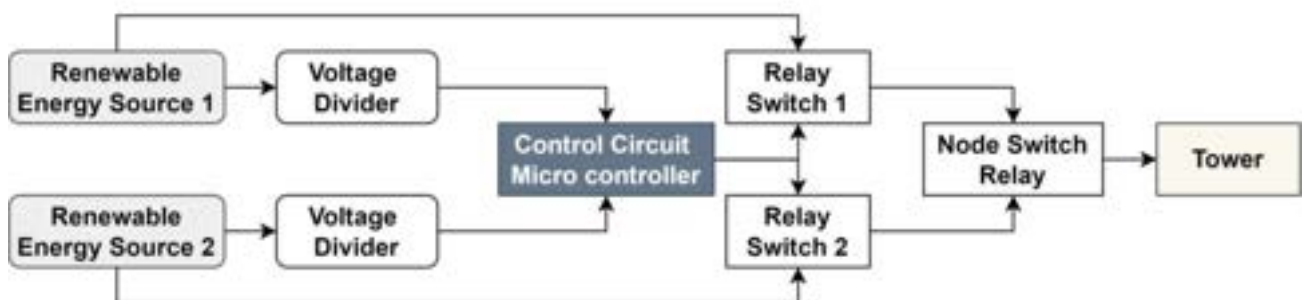 Renewable
Energy Source 1
Voltage
Divider
Relay
Switch 1
Control Circuit
Micro controller
Node Switch
Relay
Tower
Renewable
Energy Source 2
Voltage
Divider
Relay
Switch 2